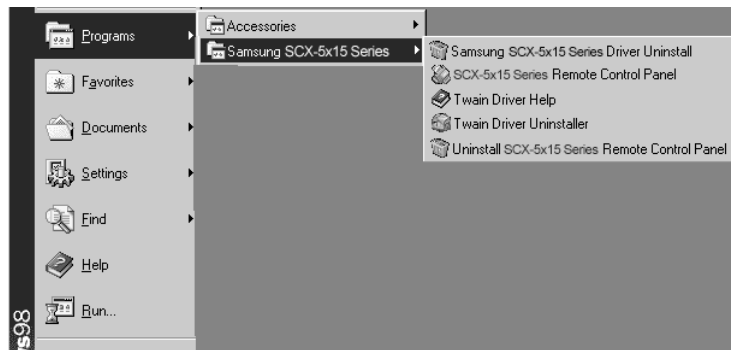 Programs
Favorites
Documents
Settings
Find
Help
Run...
ws98
Accessories
Samsung SCX-5x15 Series
Samsung SCX-5x15 Series Driver Uninstall
SCX-5x15 Series Remote Control Panel
Twain Driver Help
Twain Driver Uninstaller
Uninstall SCX-5x15 Series Remote Control Panel